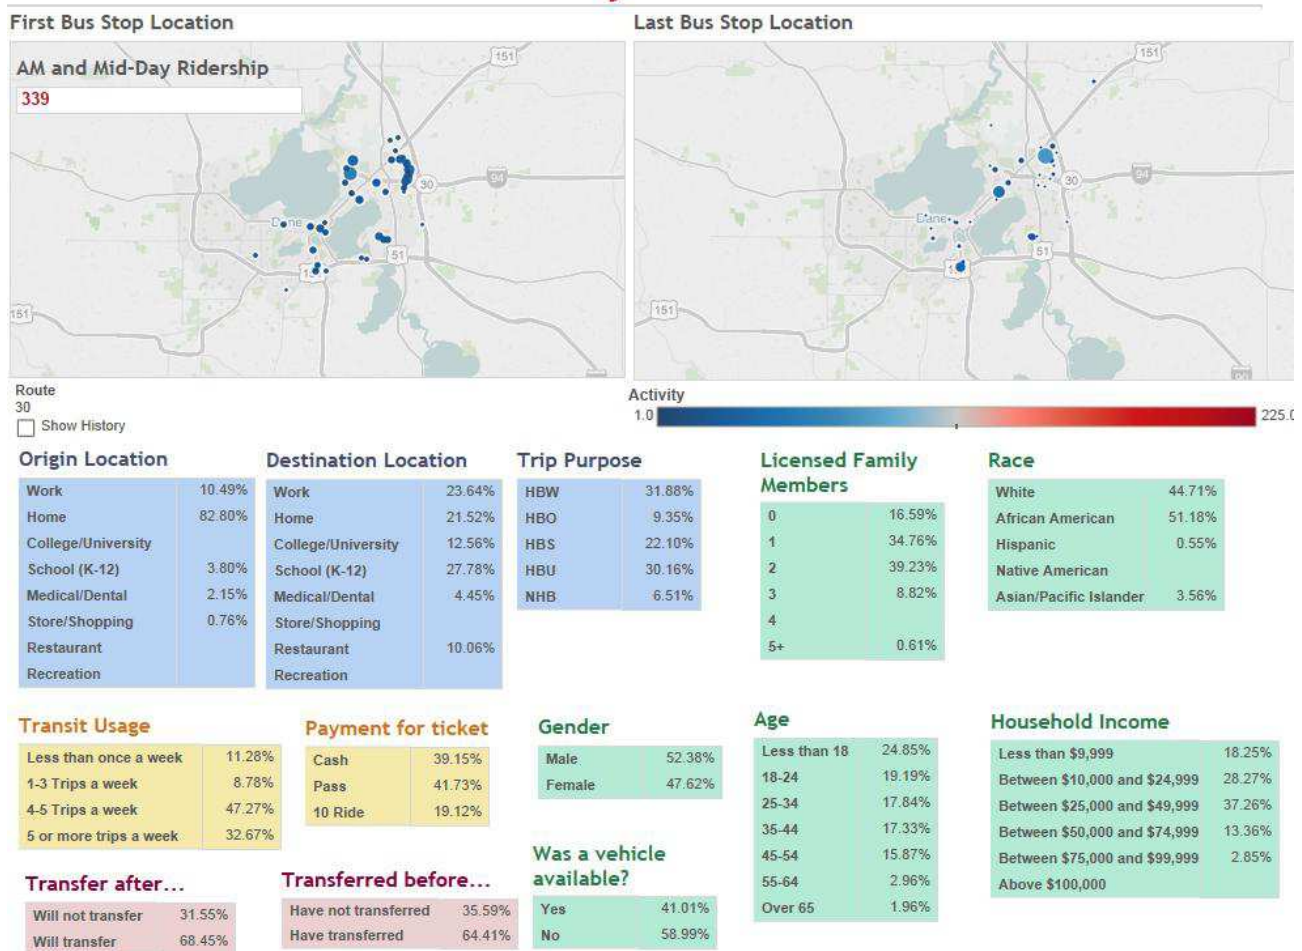 First Bus Stop Location
Last Bus Stop Location
AM and Mid-Day Ridership
339
151
94
30
Dane
51
151
151
94
30
Dane
51
151
Route
30
Show History
Activity
1.0
225.0
Origin Location
Work 10.49%
Home 82.80%
College/University
School (K-12) 3.80%
Medical/Dental 2.15%
Store/Shopping 0.76%
Restaurant
Recreation
Destination Location
Work 23.64%
Home 21.52%
College/University 12.56%
School (K-12) 27.78%
Medical/Dental 4.45%
Store/Shopping
Restaurant 10.06%
Recreation
Trip Purpose
HBW 31.88%
HBO 9.35%
HBS 22.10%
HBU 30.16%
NHB 6.51%
Licensed Family
Members
0 16.59%
1 34.76%
2 39.23%
3 8.82%
4
5+ 0.61%
Race
White 44.71%
African American 51.18%
Hispanic 0.55%
Native American
Asian/Pacific Islander 3.56%
Transit Usage
Less than once a week 11.28%
1-3 Trips a week 8.78%
4-5 Trips a week 47.27%
5 or more trips a week 32.67%
Payment for ticket
Cash 39.15%
Pass 41.73%
10 Ride 19.12%
Gender
Male 52.38%
Female 47.62%
Age
Less than 18 24.85%
18-24 19.19%
25-34 17.84%
35-44 17.33%
45-54 15.87%
55-64 2.96%
Over 65 1.96%
Household Income
Less than $9,999 18.25%
Between $10,000 and $24,999 28.27%
Between $25,000 and $49,999 37.26%
Between $50,000 and $74,999 13.36%
Between $75,000 and $99,999 2.85%
Above $100,000
Transfer after...
Will not transfer 31.55%
Will transfer 68.45%
Transferred before...
Have not transferred 35.59%
Have transferred 64.41%
Was a vehicle
available?
Yes 41.01%
No 58.99%